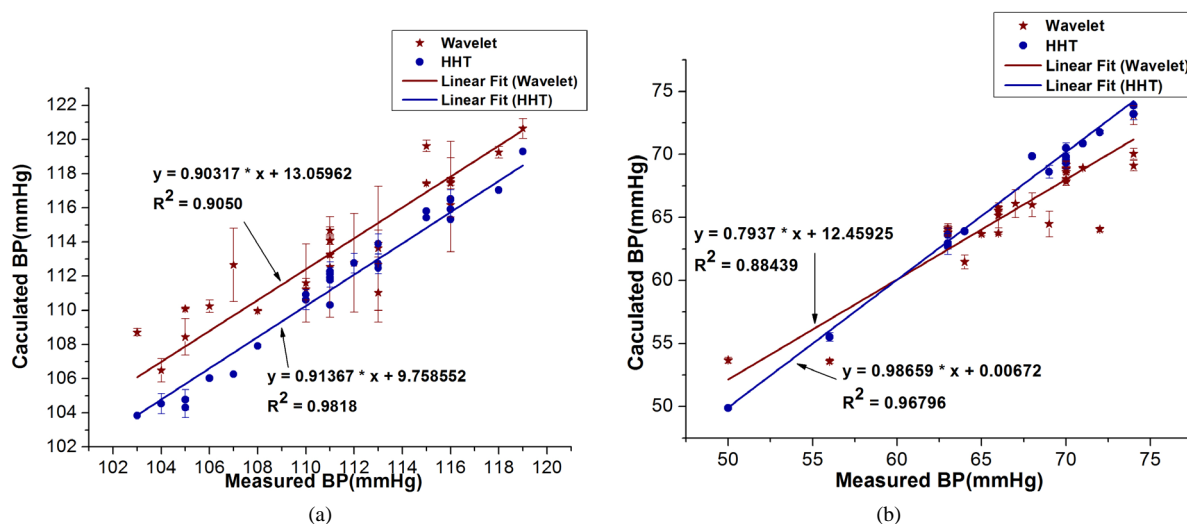 Wavelet
HHT
Linear Fit (Wavelet)
Linear Fit (HHT)
122
120
118
116
114
112
110
108
106
104
102
Caculated BP(mmHg)
y = 0.90317 * x + 13.05962
R² = 0.9050
y = 0.91367 * x + 9.758552
R² = 0.9818
102 104 106 108 110 112 114 116 118 120
Measured BP(mmHg)
(a)
Wavelet
HHT
Linear Fit (Wavelet)
Linear Fit (HHT)
75
70
65
60
55
50
Caculated BP(mmHg)
y = 0.7937 * x + 12.45925
R² = 0.88439
y = 0.98659 * x + 0.00672
R² = 0.96796
50 55 60 65 70 75
Measured BP(mmHg)
(b)